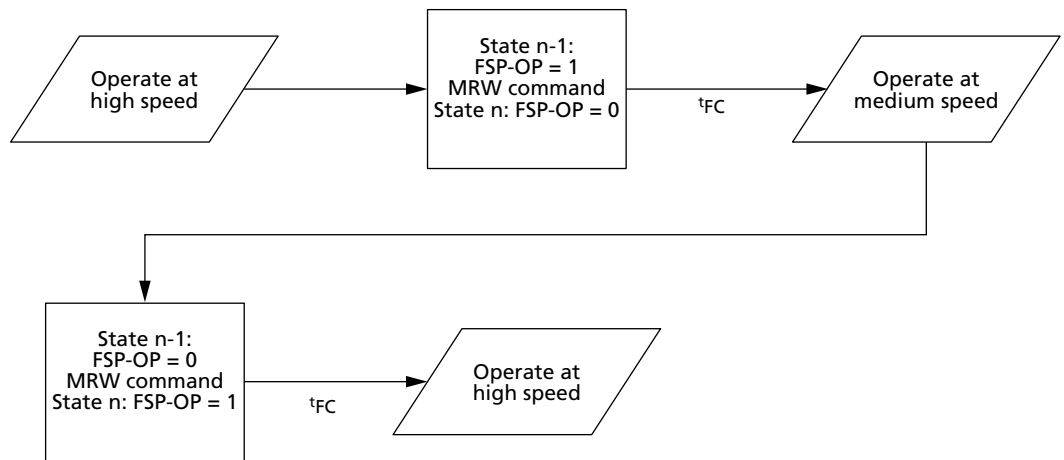 Operate at
high speed
State n-1:
FSP-OP = 1
MRW command
State n: FSP-OP = 0
tFC
Operate at
medium speed
State n-1:
FSP-OP = 0
MRW command
State n: FSP-OP = 1
tFC
Operate at
high speed